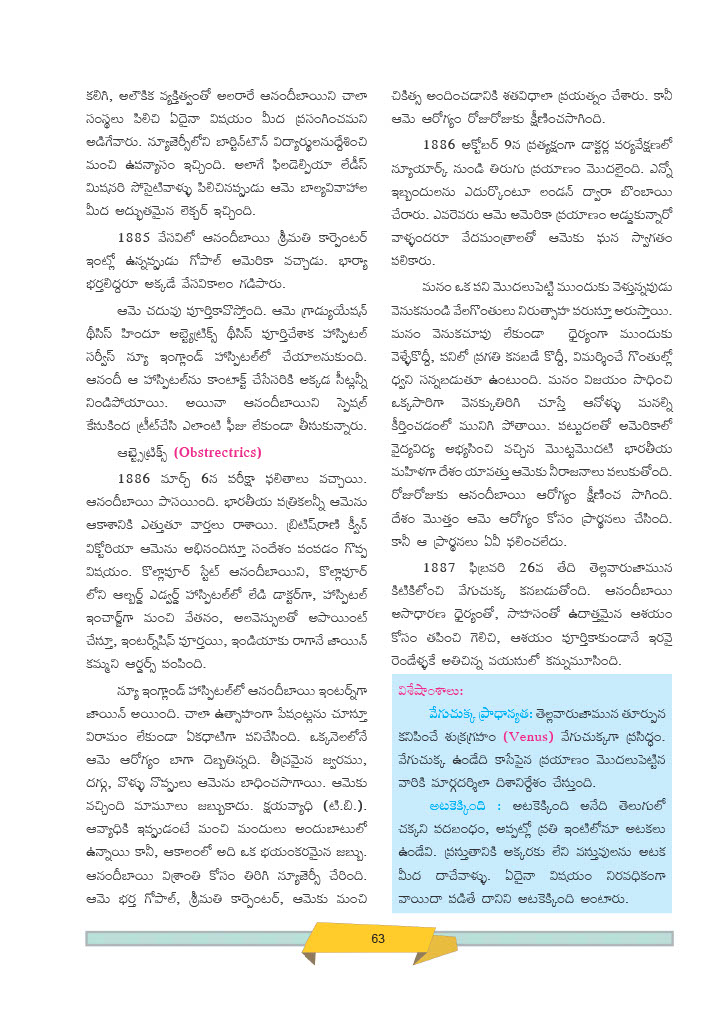 కలిగి, అలౌకిక వ్యక్తిత్వంతో అలరారే ఆనందీబాయిని చాలా
సంస్థలు పిలిచి ఏదైనా విషయం మీద ప్రసంగించమని
అడిగేవారు. న్యూజెర్సీలోని బార్టిన్‌టౌన్ విద్యార్థులనుద్దేశించి
మంచి ఉపన్యాసం ఇచ్చింది. అలాగే ఫిలడెల్ఫియా లేడీస్
మిషనరి సొసైటివాళ్ళు పిలిచినప్పుడు ఆమె బాల్యవివాహాల
మీద అద్భుతమైన లెక్చర్ ఇచ్చింది.
1885 వేసవిలో ఆనందీబాయి శ్రీమతి కార్పెంటర్
ఇంట్లో ఉన్నప్పుడు గోపాల్ అమెరికా వచ్చాడు. భార్యా
భర్తలిద్దరూ అక్కడే వేసవికాలం గడిపారు.
ఆమె చదువు పూర్తికావొస్తోంది. ఆమె గ్రాడ్యుయేషన్
థీసిస్ హిందూ అబ్‌స్టెట్రిక్స్ థీసిస్ పూర్తిచేశాక హాస్పిటల్
సర్వీస్ న్యూ ఇంగ్లాండ్ హాస్పిటల్‌లో చేయాలనుకుంది.
ఆనందీ ఆ హాస్పిటల్‌ను కాంటాక్ట్ చేసేసరికి అక్కడ సీట్లన్నీ
నిండిపోయాయి. అయినా ఆనందీబాయిని స్పెషల్
కేసుకింద ట్రీట్‌చేసి ఎలాంటి ఫీజు లేకుండా తీసుకున్నారు.
ఆబ్‌స్టెట్రిక్స్ (Obstrectrics)
1886 మార్చ్ 6న పరీక్షా ఫలితాలు వచ్చాయి.
ఆనందీబాయి పాసయింది. భారతీయ పత్రికలన్నీ ఆమెను
ఆకాశానికి ఎత్తుతూ వార్తలు రాశాయి. బ్రిటిష్‌రాణి క్వీన్
విక్టోరియా ఆమెను అభినందిస్తూ సందేశం పంపడం గొప్ప
విషయం. కొల్లాపూర్ స్టేట్ ఆనందీబాయిని, కొల్లాపూర్
లోని ఆల్బర్డ్ ఎడ్వర్డ్ హాస్పిటల్‌లో లేడి డాక్టర్‌గా, హాస్పిటల్
ఇంచార్జ్‌గా మంచి వేతనం, అలవెన్సులతో అపాయింట్
చేస్తూ, ఇంటర్న్‌షిప్ పూర్తయి, ఇండియాకు రాగానే జాయిన్
కమ్మని ఆర్డర్స్ పంపింది.
న్యూ ఇంగ్లాండ్ హాస్పిటల్‌లో ఆనందీబాయి ఇంటర్న్‌గా
జాయిన్ అయింది. చాలా ఉత్సాహంగా పేషంట్లను చూస్తూ
విరామం లేకుండా ఏకధాటిగా పనిచేసింది. ఒక్కనెలలోనే
ఆమె ఆరోగ్యం బాగా దెబ్బతిన్నది. తీవ్రమైన జ్వరము,
దగ్గు, వొళ్ళు నొప్పులు ఆమెను బాధించసాగాయి. ఆమెకు
వచ్చింది మామూలు జబ్బుకాదు. క్షయవ్యాధి (టి.బి.).
ఆవ్యాధికి ఇప్పుడంటే మంచి మందులు అందుబాటులో
ఉన్నాయి కానీ, ఆకాలంలో అది ఒక భయంకరమైన జబ్బు.
ఆనందీబాయి విశ్రాంతి కోసం తిరిగి న్యూజెర్సీ చేరింది.
ఆమె భర్త గోపాల్, శ్రీమతి కార్పెంటర్, ఆమెకు మంచి
చికిత్స అందించడానికి శతవిధాలా ప్రయత్నం చేశారు. కానీ
ఆమె ఆరోగ్యం రోజురోజుకు క్షీణించసాగింది.
1886 అక్టోబర్ 9న ప్రత్యక్షంగా డాక్టర్ల పర్యవేక్షణలో
న్యూయార్క్ నుండి తిరుగు ప్రయాణం మొదలైంది. ఎన్నో
ఇబ్బందులను ఎదుర్కొంటూ లండన్ ద్వారా బొంబాయి
చేరారు. ఎవరెవరు ఆమె అమెరికా ప్రయాణం అడ్డుకున్నారో
వాళ్ళందరూ వేదమంత్రాలతో ఆమెకు ఘన స్వాగతం
పలికారు.
మనం ఒక పని మొదలుపెట్టి ముందుకు వెళ్తున్నపుడు
వెనుకనుండి వేలగొంతులు నిరుత్సాహ పరుస్తూ అరుస్తాయి.
మనం వెనుకచూపు లేకుండా ధైర్యంగా ముందుకు
వెళ్ళేకొద్దీ, పనిలో ప్రగతి కనబడే కొద్దీ, విమర్శించే గొంతుల్లో
ధ్వని సన్నబడుతూ ఉంటుంది. మనం విజయం సాధించి
ఒక్కసారిగా వెనక్కుతిరిగి చూస్తే ఆనోళ్ళు మనల్ని
కీర్తించడంలో మునిగి పోతాయి. పట్టుదలతో అమెరికాలో
వైద్యవిద్య అభ్యసించి వచ్చిన మొట్టమొదటి భారతీయ
మహిళగా దేశం యావత్తు ఆమెకు నీరాజనాలు పలుకుతోంది.
రోజురోజుకు ఆనందీబాయి ఆరోగ్యం క్షీణించ సాగింది.
దేశం మొత్తం ఆమె ఆరోగ్యం కోసం ప్రార్థనలు చేసింది.
కానీ ఆ ప్రార్థనలు ఏవీ ఫలించలేదు.
1887 ఫిబ్రవరి 26వ తేది తెల్లవారుజామున
కిటికిలోంచి వేగుచుక్క కనబడుతోంది. ఆనందీబాయి
అసాధారణ ధైర్యంతో, సాహసంతో ఉదాత్తమైన ఆశయం
కోసం తపించి గెలిచి, ఆశయం పూర్తికాకుండానే ఇరవై
రెండేళ్ళకే అతిచిన్న వయసులో కన్నుమూసింది.
విశేషాంశాలు:
వేగుచుక్క ప్రాధాన్యత: తెల్లవారుజామున తూర్పున
కనిపించే శుక్రగ్రహం (Venus) వేగుచుక్కగా ప్రసిద్ధం.
వేగుచుక్క ఉండేది కాసేపైన ప్రయాణం మొదలుపెట్టిన
వారికి మార్గదర్శిలా దిశానిర్దేశం చేస్తుంది.
అటకెక్కింది : అటకెక్కింది అనేది తెలుగులో
చక్కని పదబంధం, అప్పట్లో ప్రతి ఇంటిలోనూ అటకలు
ఉండేవి. ప్రస్తుతానికి అక్కరకు లేని వస్తువులను అటక
మీద దాచేవాళ్ళు. ఏదైనా విషయం నిరవధికంగా
వాయిదా పడితే దానిని అటకెక్కింది అంటారు.
63